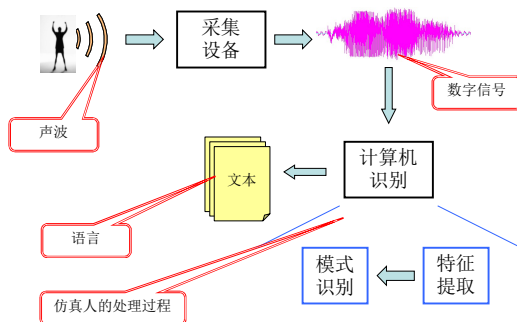 采集
设备
数字信号
声波
计算机
识别
文本
语言
模式
识别
特征
提取
仿真人的处理过程